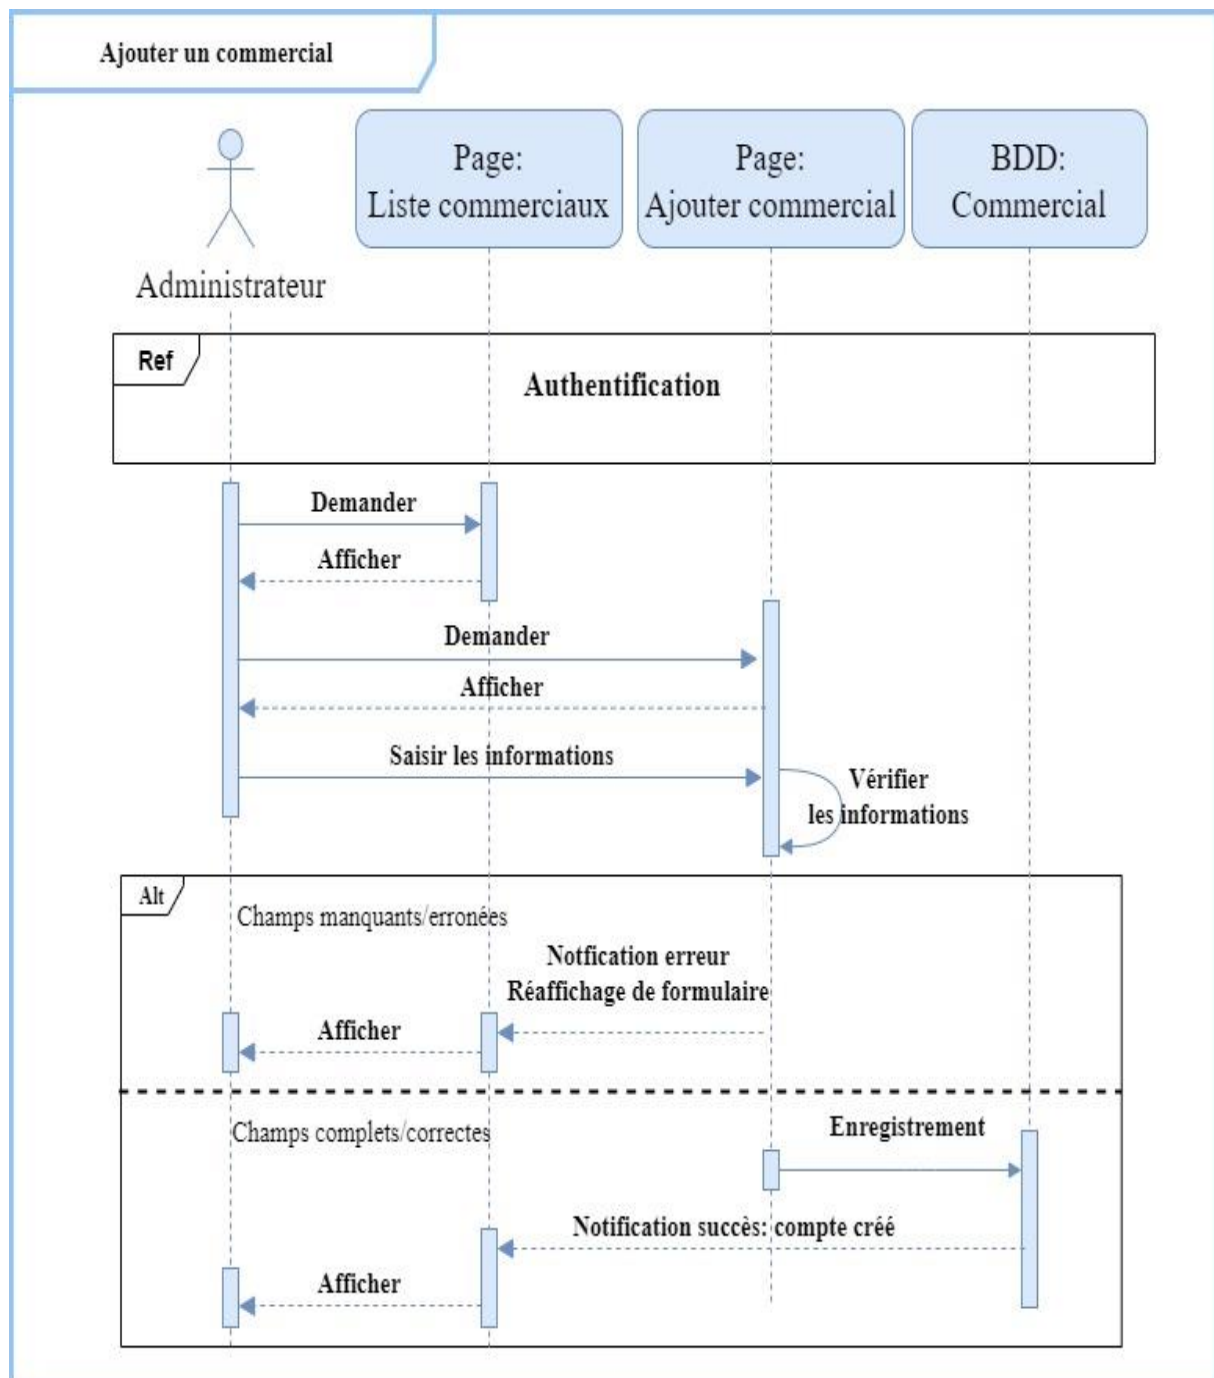 Ajouter un commercial
Page:
Liste commerciaux
Page:
Ajouter commercial
BDD:
Commercial
Administrateur
Ref
Authentification
Demander
Afficher
Demander
Afficher
Saisir les informations
Vérifier
les informations
Alt
Champs manquants/erronées
Notfication erreur
Réaffichage de formulaire
Afficher
Champs complets/correctes
Enregistrement
Notification succès: compte créé
Afficher